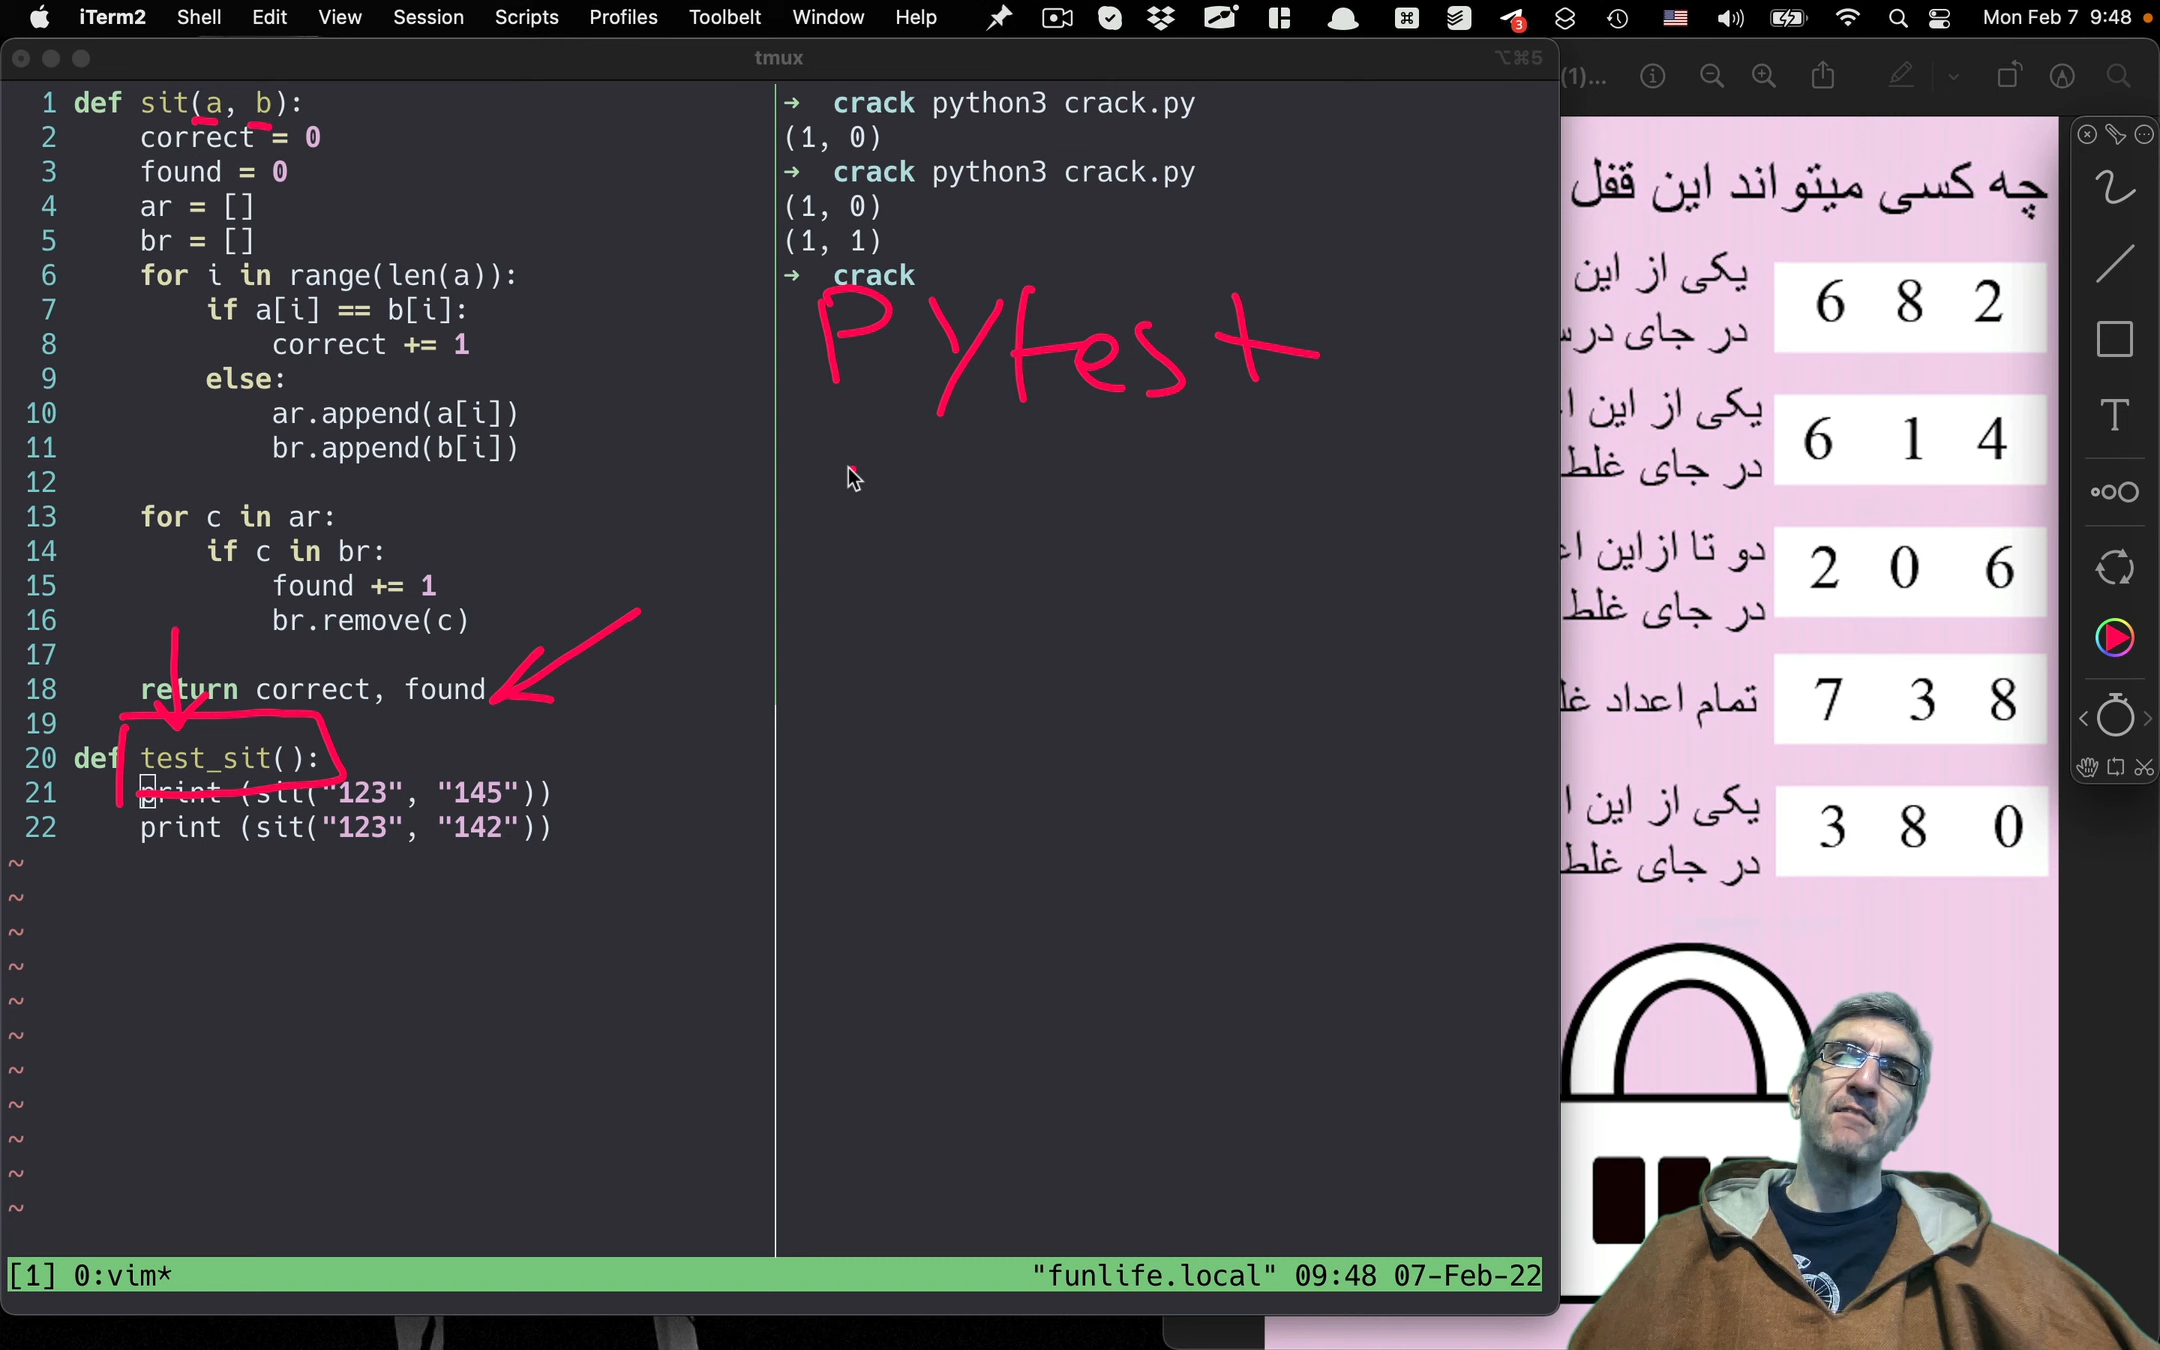 iTerm2 Shell Edit View Session Scripts Profiles Toolbelt Window Help
3
Mon Feb 7 9:48
tmux
⌥⌘5
1 def sit(a, b):
2 correct = 0
3 found = 0
4 ar = []
5 br = []
6 for i in range(len(a)):
7 if a[i] == b[i]:
8 correct += 1
9 else:
10 ar.append(a[i])
11 br.append(b[i])
12
13 for c in ar:
14 if c in br:
15 found += 1
16 br.remove(c)
17
18 return correct, found
19
20 def test_sit():
21 print (sit("123", "145"))
22 print (sit("123", "142"))
~
~
~
~
~
~
~
~
~
~
~
[1] 0:vim*
"funlife.local" 09:48 07-Feb-22
→ crack python3 crack.py
(1, 0)
→ crack python3 crack.py
(1, 0)
(1, 1)
→ crack
Pytest
(1)...
چه کسی میتواند این قفل
یکی از این
در جای
6 8 2
یکی از این
در جای غلط
6 1 4
دو تا از این
در جای غلط
2 0 6
تمام اعداد
7 3 8
یکی از این
در جای غلط
3 8 0
T